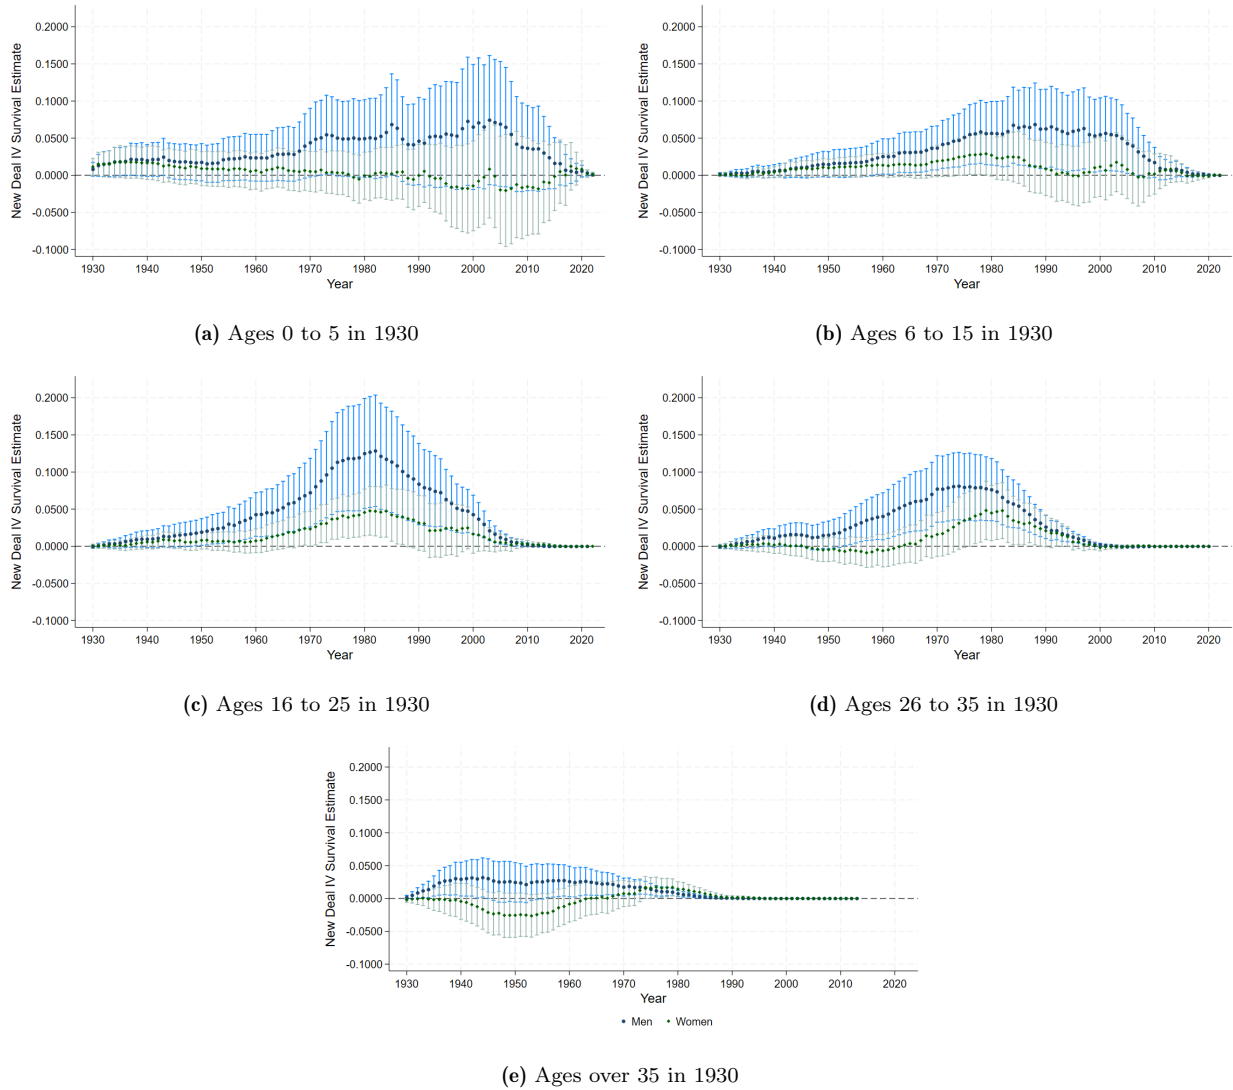 New Deal IV Survival Estimate
0.2000
0.1500
0.1000
0.0500
0.0000
-0.0500
-0.1000
1930 1940 1950 1960 1970 1980 1990 2000 2010 2020
Year
(a) Ages 0 to 5 in 1930
New Deal IV Survival Estimate
0.2000
0.1500
0.1000
0.0500
0.0000
-0.0500
-0.1000
1930 1940 1950 1960 1970 1980 1990 2000 2010 2020
Year
(b) Ages 6 to 15 in 1930
New Deal IV Survival Estimate
0.2000
0.1500
0.1000
0.0500
0.0000
-0.0500
-0.1000
1930 1940 1950 1960 1970 1980 1990 2000 2010 2020
Year
(c) Ages 16 to 25 in 1930
New Deal IV Survival Estimate
0.2000
0.1500
0.1000
0.0500
0.0000
-0.0500
-0.1000
1930 1940 1950 1960 1970 1980 1990 2000 2010 2020
Year
(d) Ages 26 to 35 in 1930
New Deal IV Survival Estimate
0.2000
0.1500
0.1000
0.0500
0.0000
-0.0500
-0.1000
1930 1940 1950 1960 1970 1980 1990 2000 2010 2020
Year
Men Women
(e) Ages over 35 in 1930